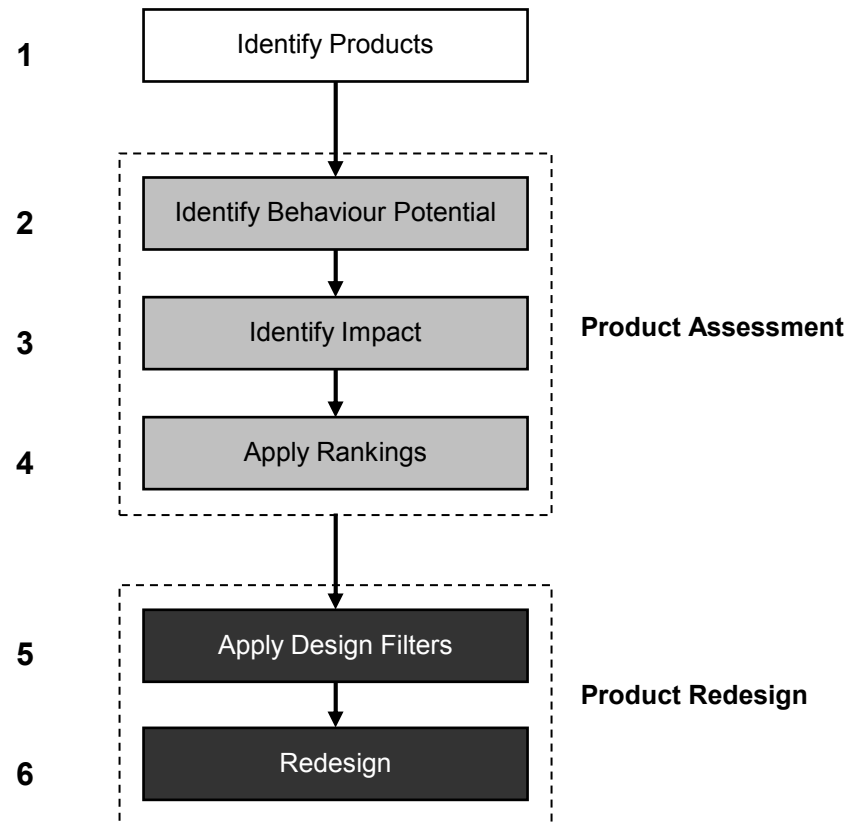 1
Identify Products
2
Identify Behaviour Potential
3
Identify Impact
Product Assessment
4
Apply Rankings
5
Apply Design Filters
Product Redesign
6
Redesign